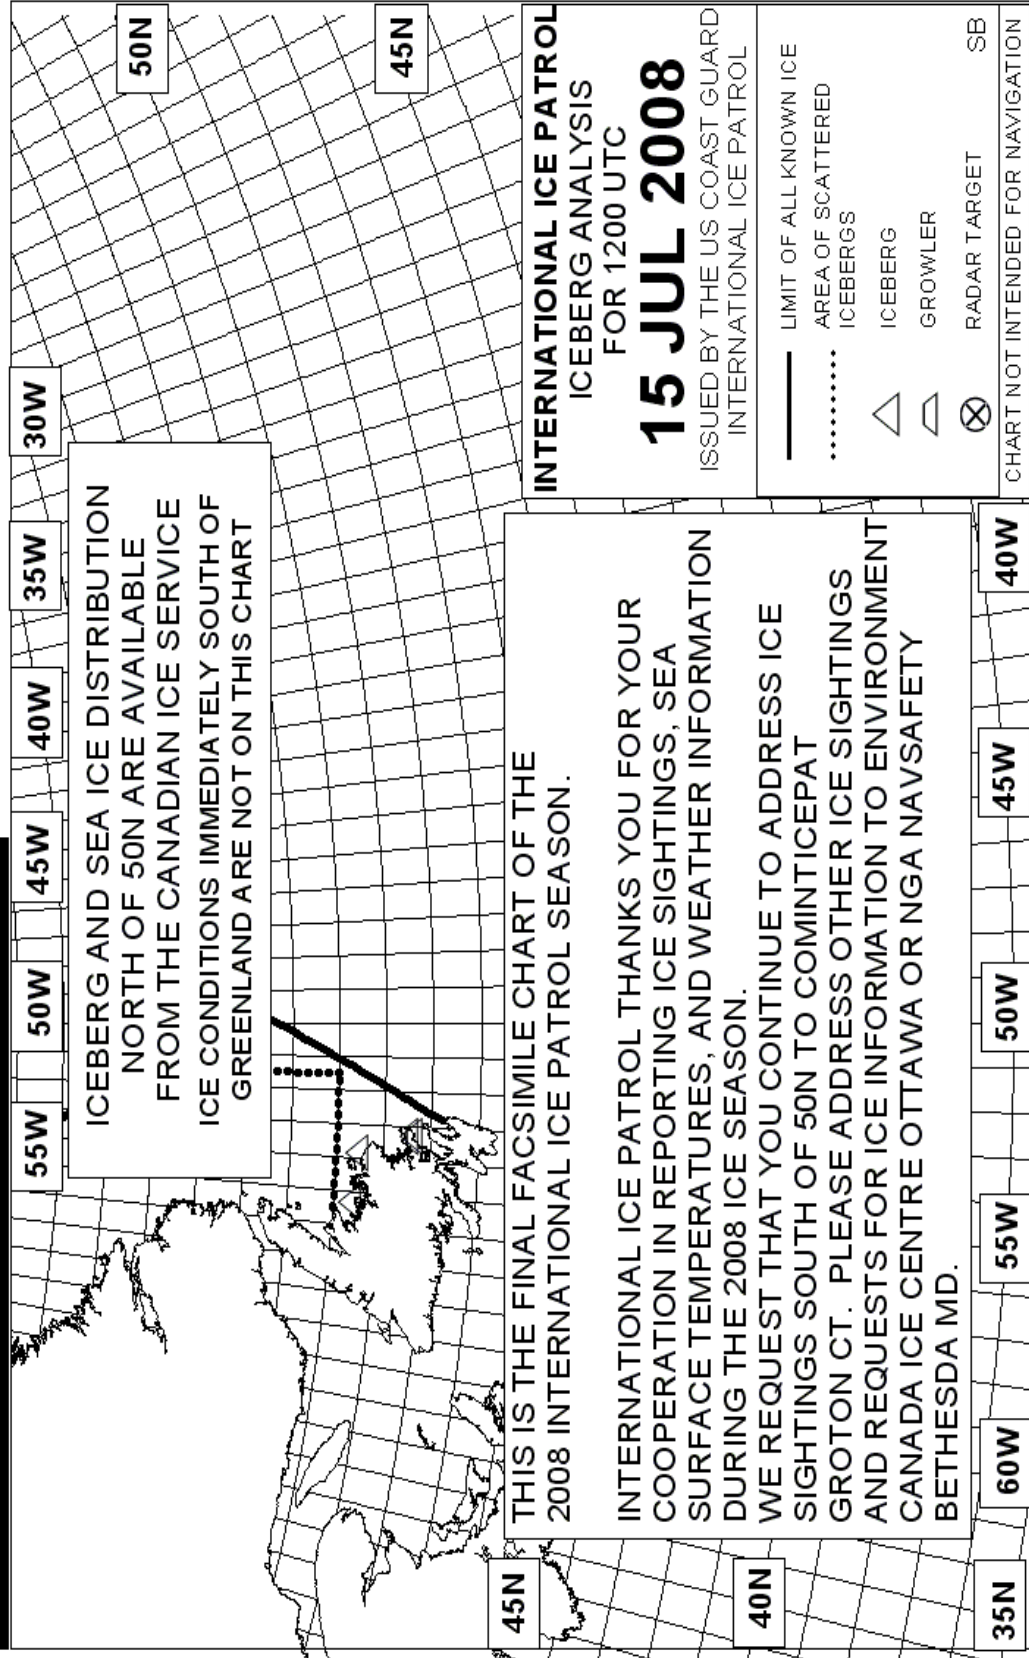 50N
45N
30W
35W
40W
45W
50W
55W
ICEBERG AND SEA ICE DISTRIBUTION
NORTH OF 50N ARE AVAILABLE
FROM THE CANADIAN ICE SERVICE
ICE CONDITIONS IMMEDIATELY SOUTH OF
GREENLAND ARE NOT ON THIS CHART
THIS IS THE FINAL FACSIMILE CHART OF THE
2008 INTERNATIONAL ICE PATROL SEASON.
INTERNATIONAL ICE PATROL THANKS YOU FOR YOUR
COOPERATION IN REPORTING ICE SIGHTINGS, SEA
SURFACE TEMPERATURES, AND WEATHER INFORMATION
DURING THE 2008 ICE SEASON.
WE REQUEST THAT YOU CONTINUE TO ADDRESS ICE
SIGHTINGS SOUTH OF 50N TO COMINTICEPAT
GROTON CT. PLEASE ADDRESS OTHER ICE SIGHTINGS
AND REQUESTS FOR ICE INFORMATION TO ENVIRONMENT
CANADA ICE CENTRE OTTAWA OR NGA NAVSAFETY
BETHESDA MD.
INTERNATIONAL ICE PATROL
ICEBERG ANALYSIS
FOR 1200 UTC
15 JUL 2008
ISSUED BY THE US COAST GUARD
INTERNATIONAL ICE PATROL
LIMIT OF ALL KNOWN ICE
AREA OF SCATTERED
ICEBERGS
ICEBERG
GROWLER
RADAR TARGET
SB
CHART NOT INTENDED FOR NAVIGATION
45N
40N
35N
60W
55W
50W
45W
40W